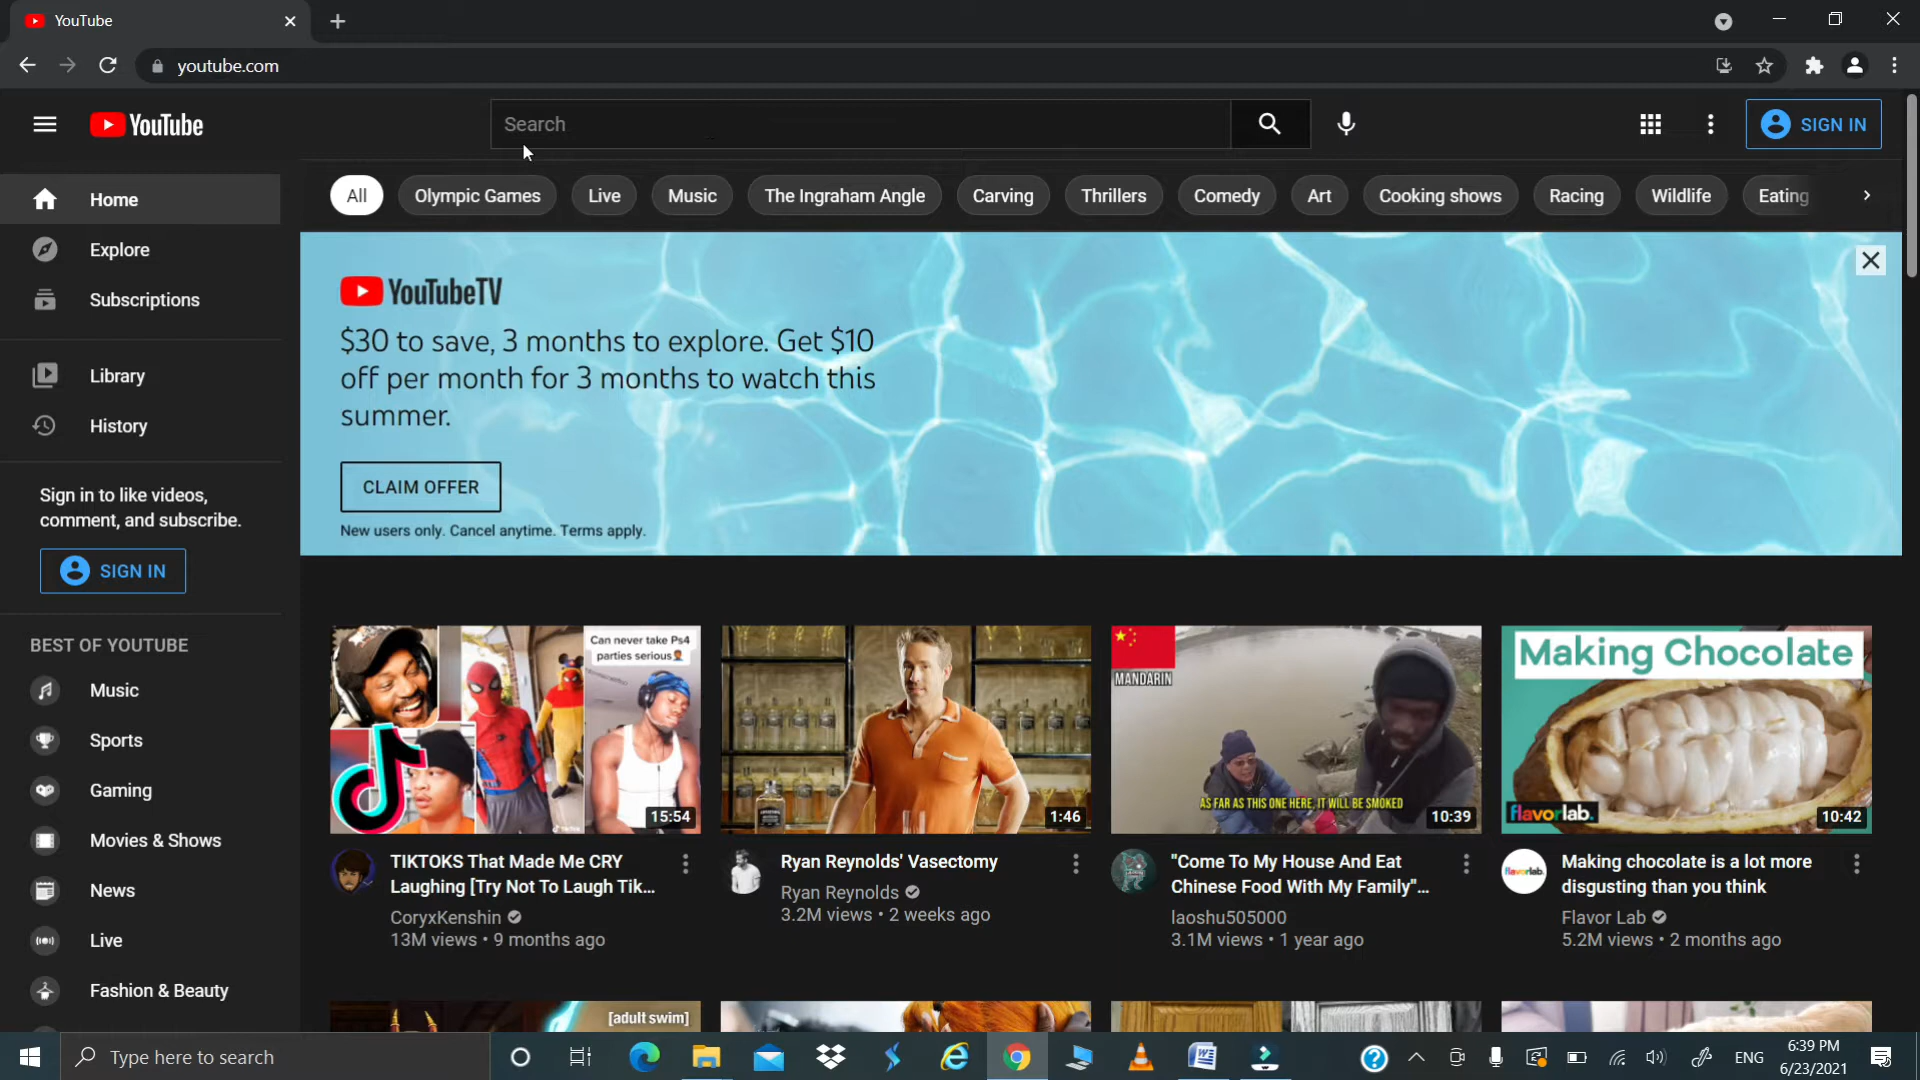 YouTube
youtube.com
YouTube
Search
SIGN IN
Home
Explore
Subscriptions
Library
History
Sign in to like videos,
comment, and subscribe.
SIGN IN
BEST OF YOUTUBE
Music
Sports
Gaming
Movies & Shows
News
Live
Fashion & Beauty
All
Olympic Games
Live
Music
The Ingraham Angle
Carving
Thrillers
Comedy
Art
Cooking shows
Racing
Wildlife
Eating
YouTubeTV
$30 to save, 3 months to explore. Get $10
off per month for 3 months to watch this
summer.
CLAIM OFFER
New users only. Cancel anytime. Terms apply.
Can never take Ps4
parties serious
15:54
TIKTOKS That Made Me CRY
Laughing [Try Not To Laugh Tik...
CoryxKenshin
13M views • 9 months ago
1:46
Ryan Reynolds' Vasectomy
Ryan Reynolds
3.2M views • 2 weeks ago
MANDARIN
AS FAR AS THIS ONE HERE, IT WILL BE SMOKED
10:39
"Come To My House And Eat
Chinese Food With My Family"...
laoshu505000
3.1M views • 1 year ago
Making Chocolate
flavorlab.
10:42
flavorlab.
Making chocolate is a lot more
disgusting than you think
Flavor Lab
5.2M views • 2 months ago
[adult swim]
Type here to search
ENG
6:39 PM
6/23/2021